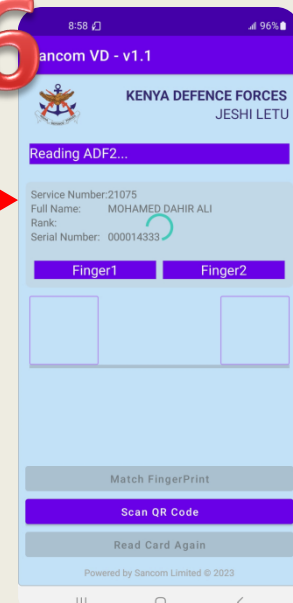 6
8:58
96%
Sancom VD - v1.1
KENYA DEFENCE FORCES
JESHI LETU
Reading ADF2...
Service Number:21075
Full Name: MOHAMED DAHIR ALI
Rank:
Serial Number: 000014333
Finger1 Finger2
Match FingerPrint
Scan QR Code
Read Card Again
Powered by Sancom Limited © 2023